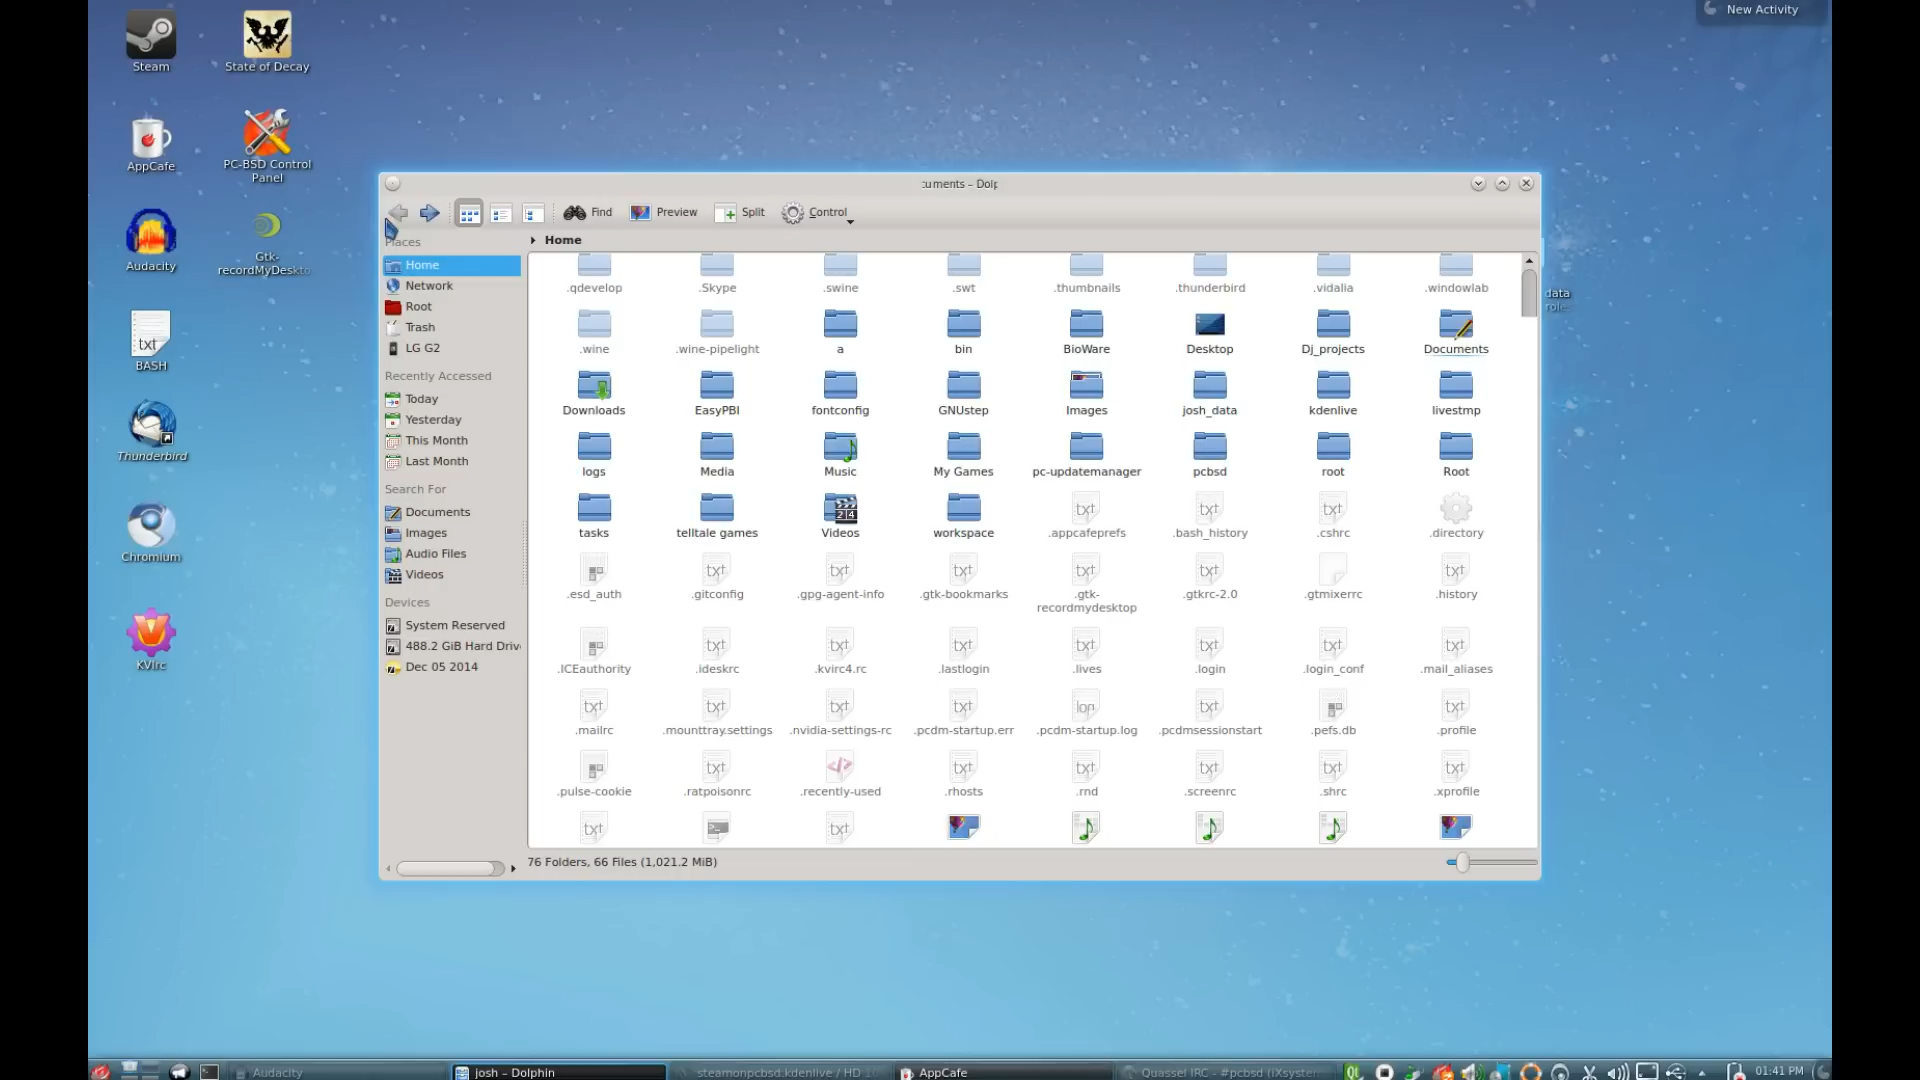 New Activity
Steam
State of Decay
AppCafe
PC-BSD Control
Panel
Audacity
Gtk-
recordMyDeskto
BASH
Thunderbird
Chromium
KVIrc
:uments – Dolp
Find
Preview
Split
Control
Places
Home
Home
Network
Root
Trash
LG G2
Recently Accessed
Today
Yesterday
This Month
Last Month
Search For
Documents
Images
Audio Files
Videos
Devices
System Reserved
488.2 GiB Hard Driv
Dec 05 2014
.qdevelop .Skype .swine .swt .thumbnails .thunderbird .vidalia .windowlab
.wine .wine-pipelight a bin BioWare Desktop Dj_projects Documents
Downloads EasyPBI fontconfig GNUstep Images josh_data kdenlive livestmp
logs Media Music My Games pc-updatemanager pcbsd root Root
tasks telltale games Videos workspace .appcafeprefs .bash_history .cshrc .directory
.esd_auth .gitconfig .gpg-agent-info .gtk-bookmarks .gtk-
recordmydesktop .gtkrc-2.0 .gtmixerrc .history
.ICEauthority .ideskrc .kvirc4.rc .lastlogin .lives .login .login_conf .mail_aliases
.mailrc .mounttray.settings .nvidia-settings-rc .pcdm-startup.err .pcdm-startup.log .pcdmsessionstart .pefs.db .profile
.pulse-cookie .ratpoisonrc .recently-used .rhosts .rnd .screenrc .shrc .xprofile
76 Folders, 66 Files (1,021.2 MiB)
data
role
Audacity
josh – Dolphin
steamonpcbsd.kdenlive / HD 10
AppCafe
Quassel IRC - #pcbsd (iXsystem
01:41 PM